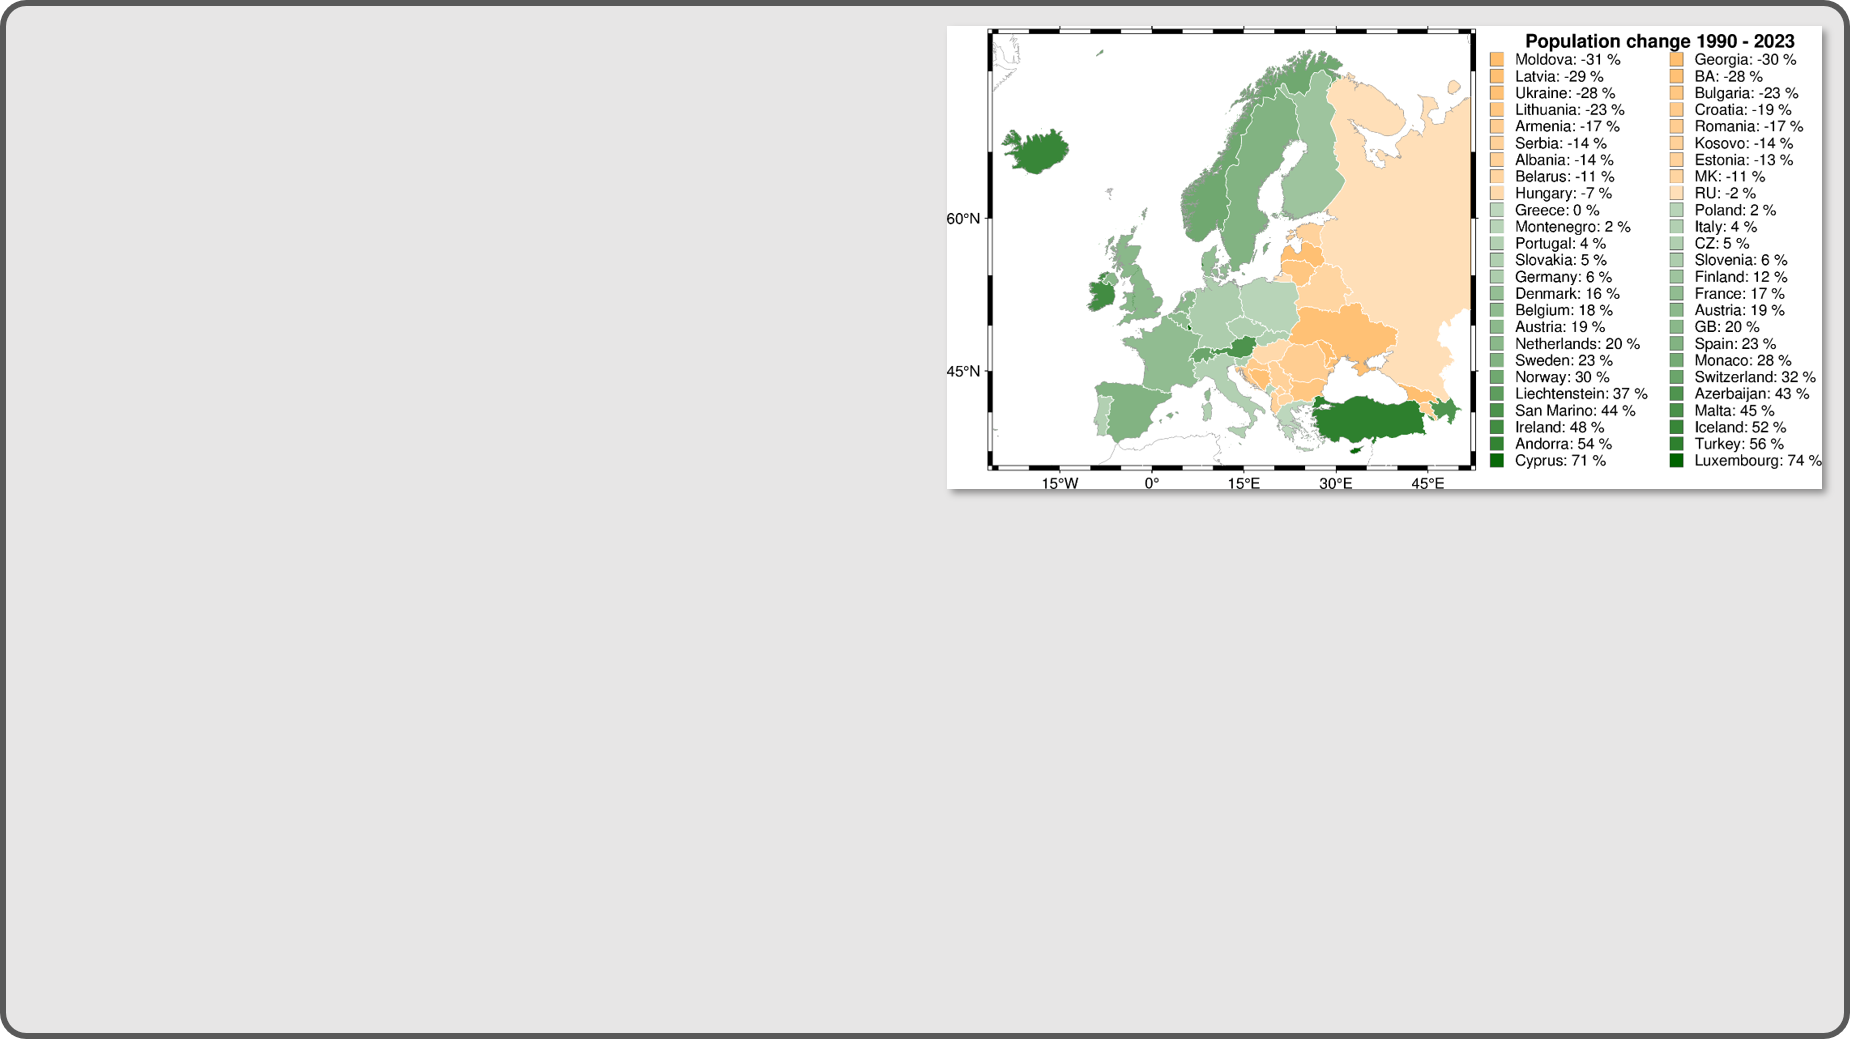 Population change 1990 - 2023
Moldova: -31 % Georgia: -30 %
Latvia: -29 % BA: -28 %
Ukraine: -28 % Bulgaria: -23 %
Lithuania: -23 % Croatia: -19 %
Armenia: -17 % Romania: -17 %
Serbia: -14 % Kosovo: -14 %
Albania: -14 % Estonia: -13 %
Belarus: -11 % MK: -11 %
Hungary: -7 % RU: -2 %
60°N
Greece: 0 % Poland: 2 %
Montenegro: 2 % Italy: 4 %
Portugal: 4 % CZ: 5 %
Slovakia: 5 % Slovenia: 6 %
Germany: 6 % Finland: 12 %
Denmark: 16 % France: 17 %
Belgium: 18 % Austria: 19 %
Austria: 19 % GB: 20 %
Netherlands: 20 % Spain: 23 %
Sweden: 23 % Monaco: 28 %
45°N
Norway: 30 % Switzerland: 32 %
Liechtenstein: 37 % Azerbaijan: 43 %
San Marino: 44 % Malta: 45 %
Ireland: 48 % Iceland: 52 %
Andorra: 54 % Turkey: 56 %
Cyprus: 71 % Luxembourg: 74 %
15°W 0° 15°E 30°E 45°E